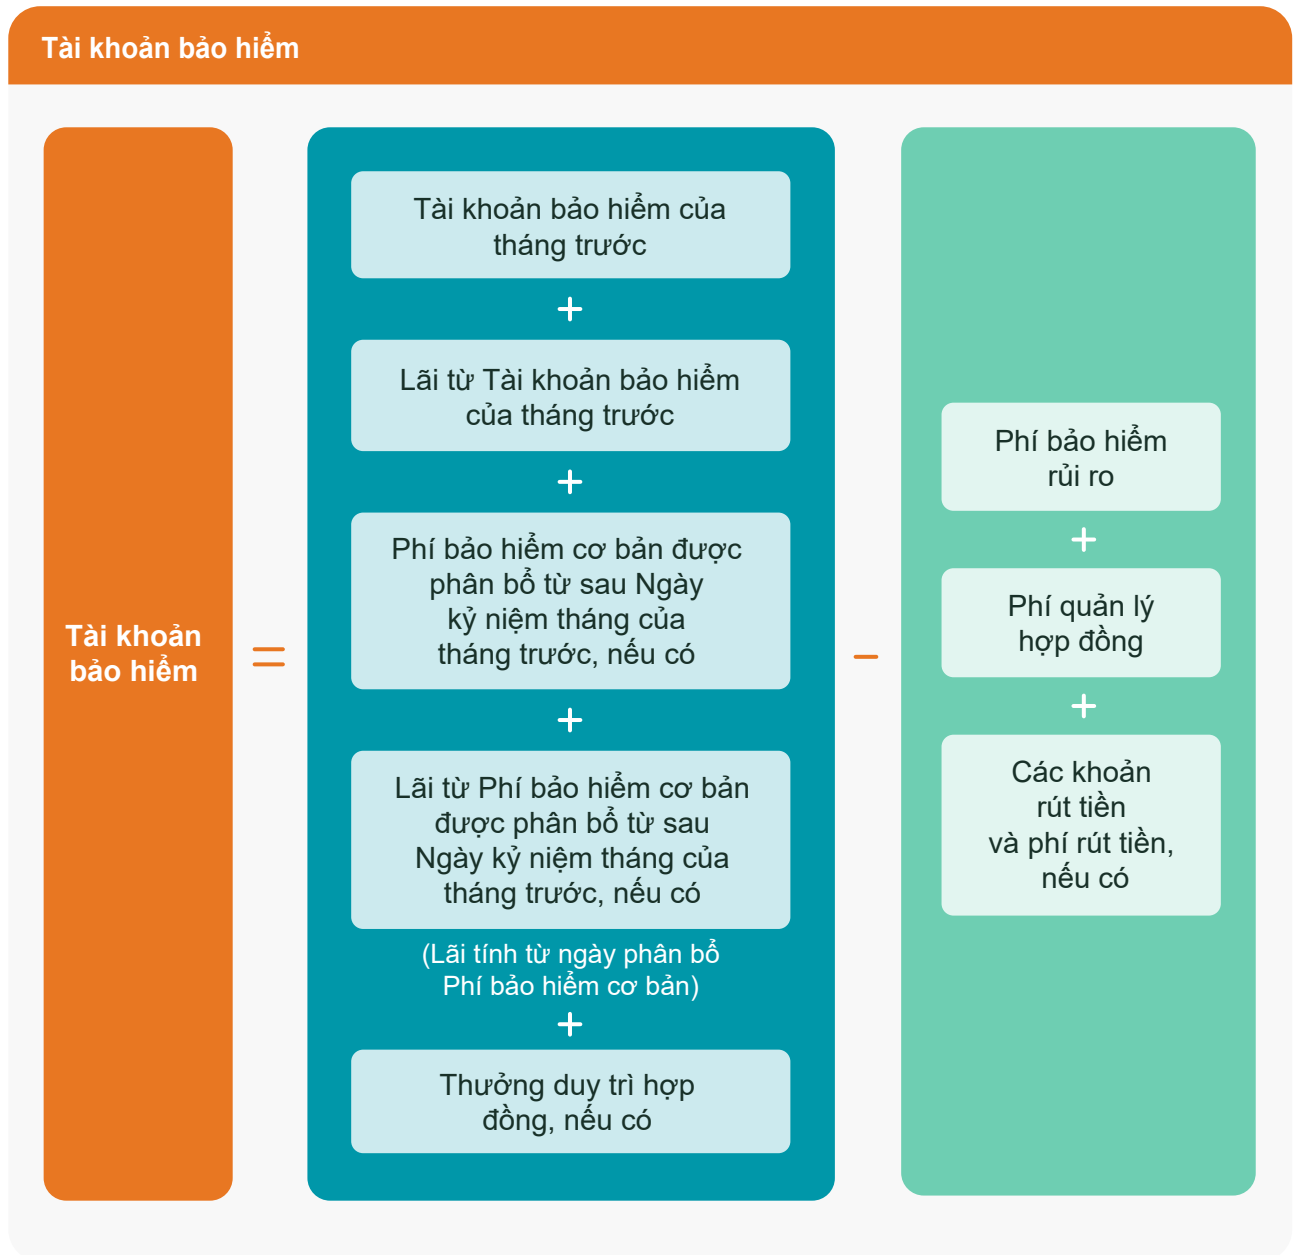 Tài khoản bảo hiểm
Tài khoản
bảo hiểm
=
Tài khoản bảo hiểm của
tháng trước
+
Lãi từ Tài khoản bảo hiểm
của tháng trước
+
Phí bảo hiểm cơ bản được
phân bổ từ sau Ngày
kỷ niệm tháng của
tháng trước, nếu có
+
Lãi từ Phí bảo hiểm cơ bản
được phân bổ từ sau
Ngày kỷ niệm tháng của
tháng trước, nếu có
(Lãi tính từ ngày phân bổ
Phí bảo hiểm cơ bản)
+
Thưởng duy trì hợp
đồng, nếu có
–
Phí bảo hiểm
rủi ro
+
Phí quản lý
hợp đồng
+
Các khoản
rút tiền
và phí rút tiền,
nếu có